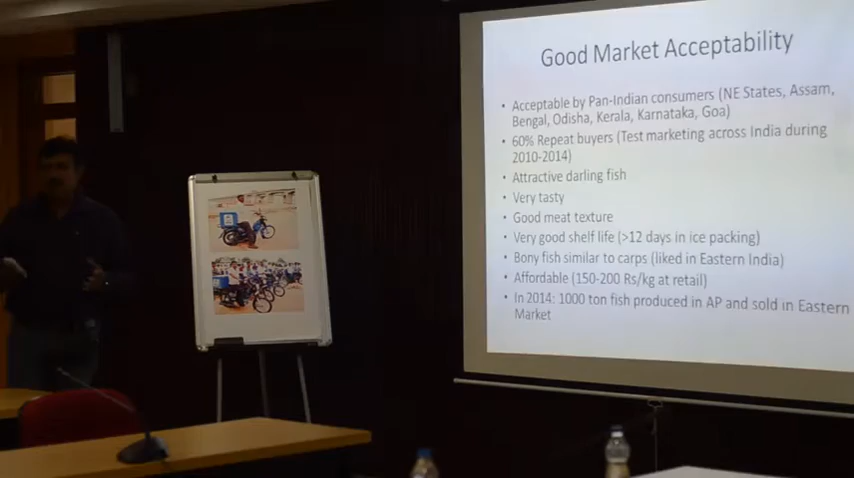 Good Market Acceptability
• Acceptable by Pan-Indian consumers (NE States, Assam,
Bengal, Odisha, Kerala, Karnataka, Goa)
• 60% Repeat buyers (Test marketing across India during
2010-2014)
• Attractive darling fish
• Very tasty
• Good meat texture
• Very good shelf life (>12 days in ice packing)
• Bony fish similar to carps (liked in Eastern India)
• Affordable (150-200 Rs/kg at retail)
• In 2014: 1000 ton fish produced in AP and sold in Eastern
Market